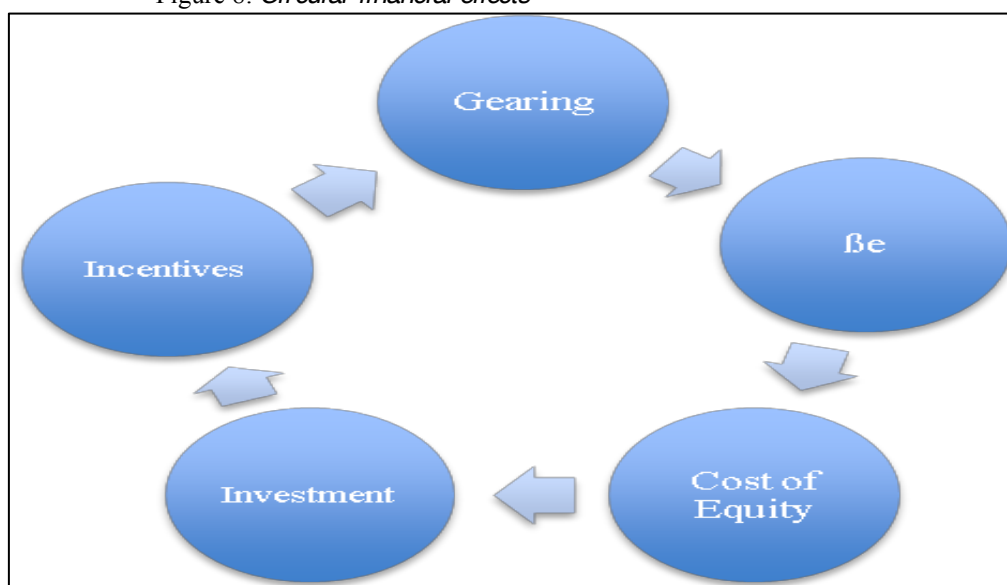 Figure 6: Circular financial effects
Gearing
ße
Cost of
Equity
Investment
Incentives